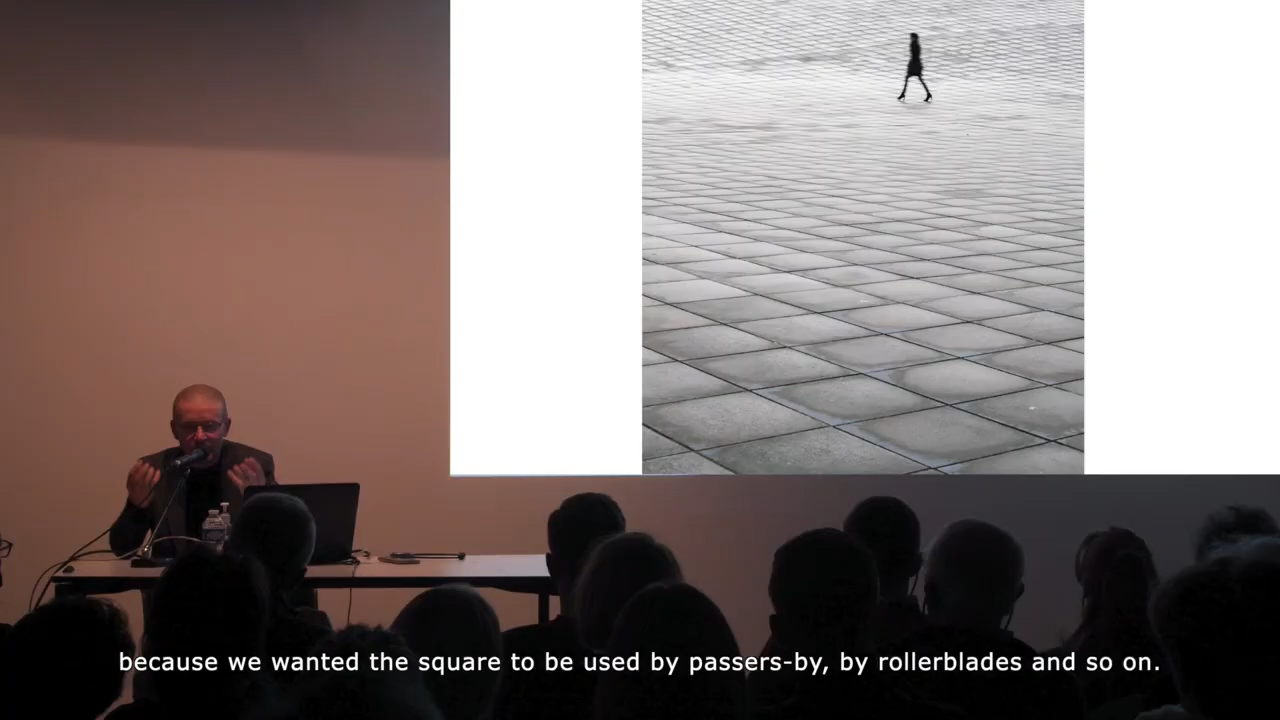 because we wanted the square to be used by passers-by, by rollerblades and so on.